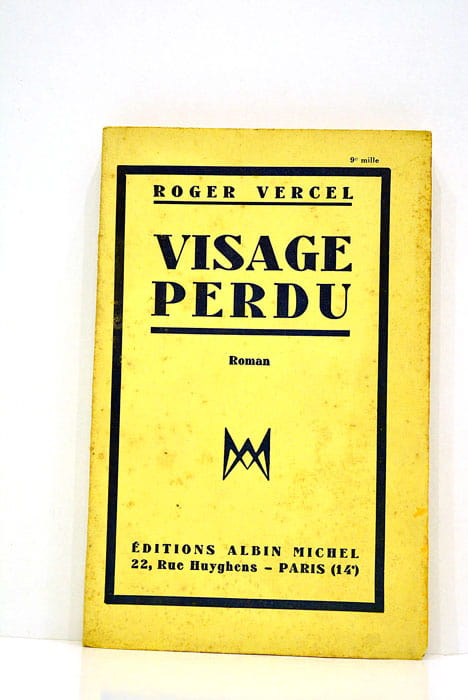 9e mille
ROGER VERCEL
VISAGE
PERDU
Roman
ÉDITIONS ALBIN MICHEL
22, Rue Huyghens – PARIS (14e)